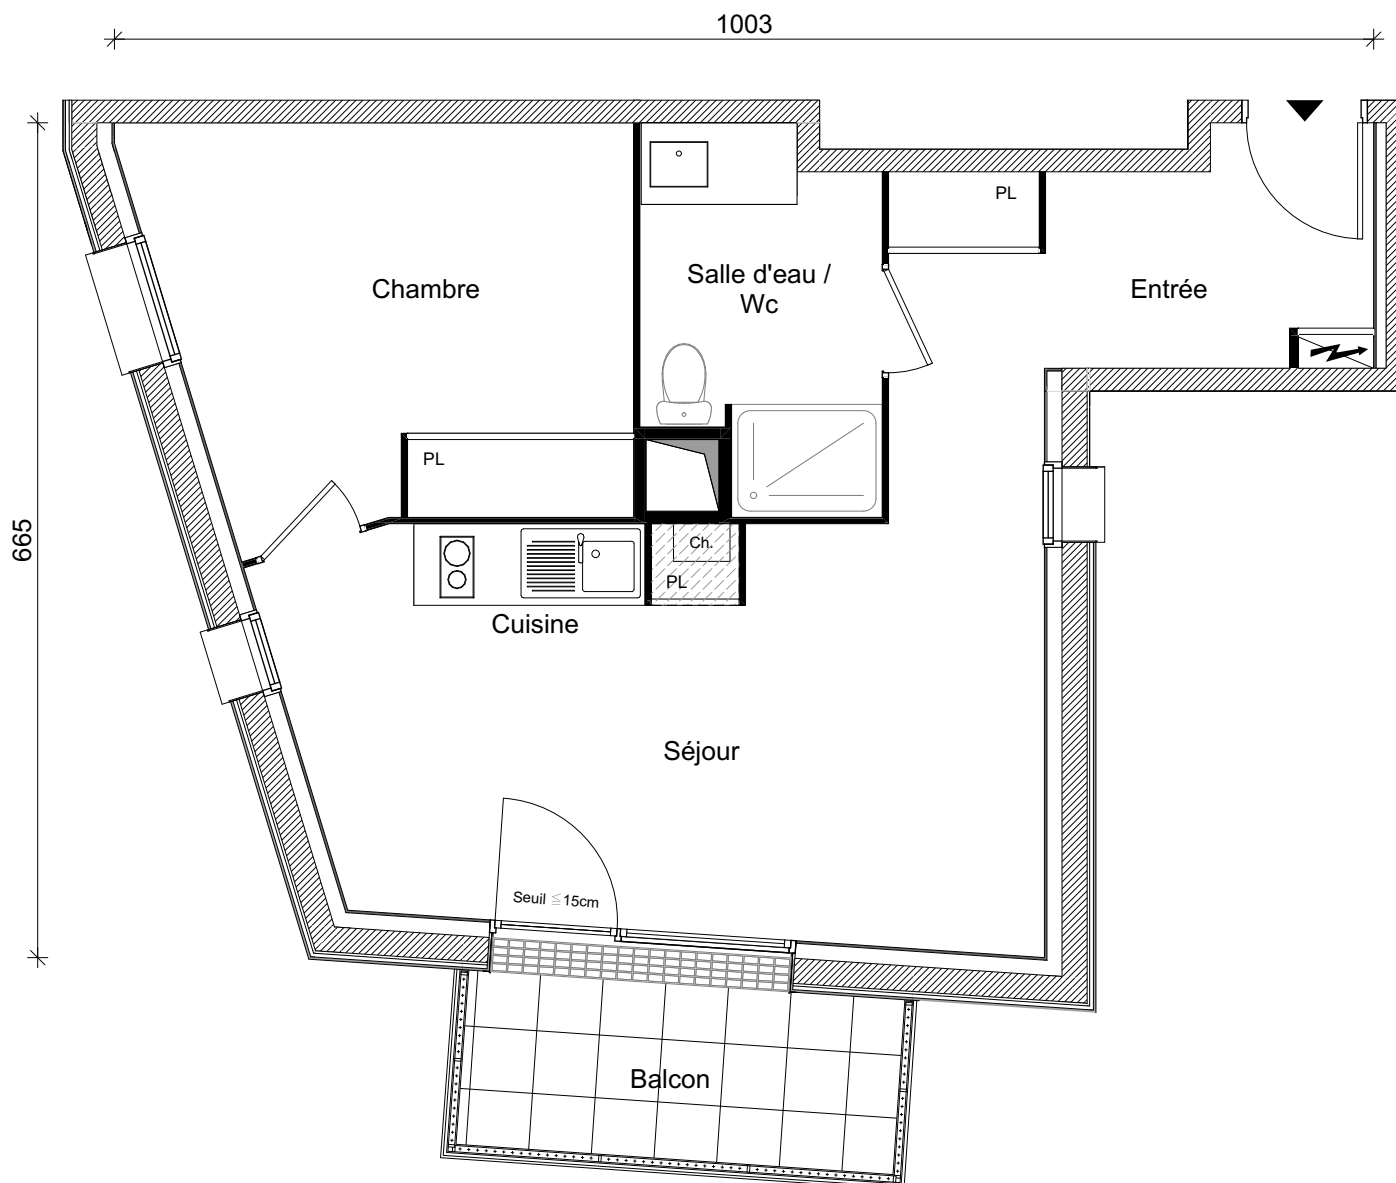 1003
PL
Salle d'eau /
Wc
Chambre
Entrée
PL
665
Ch.
PL
Cuisine
Séjour
Seuil ≦15cm
Balcon